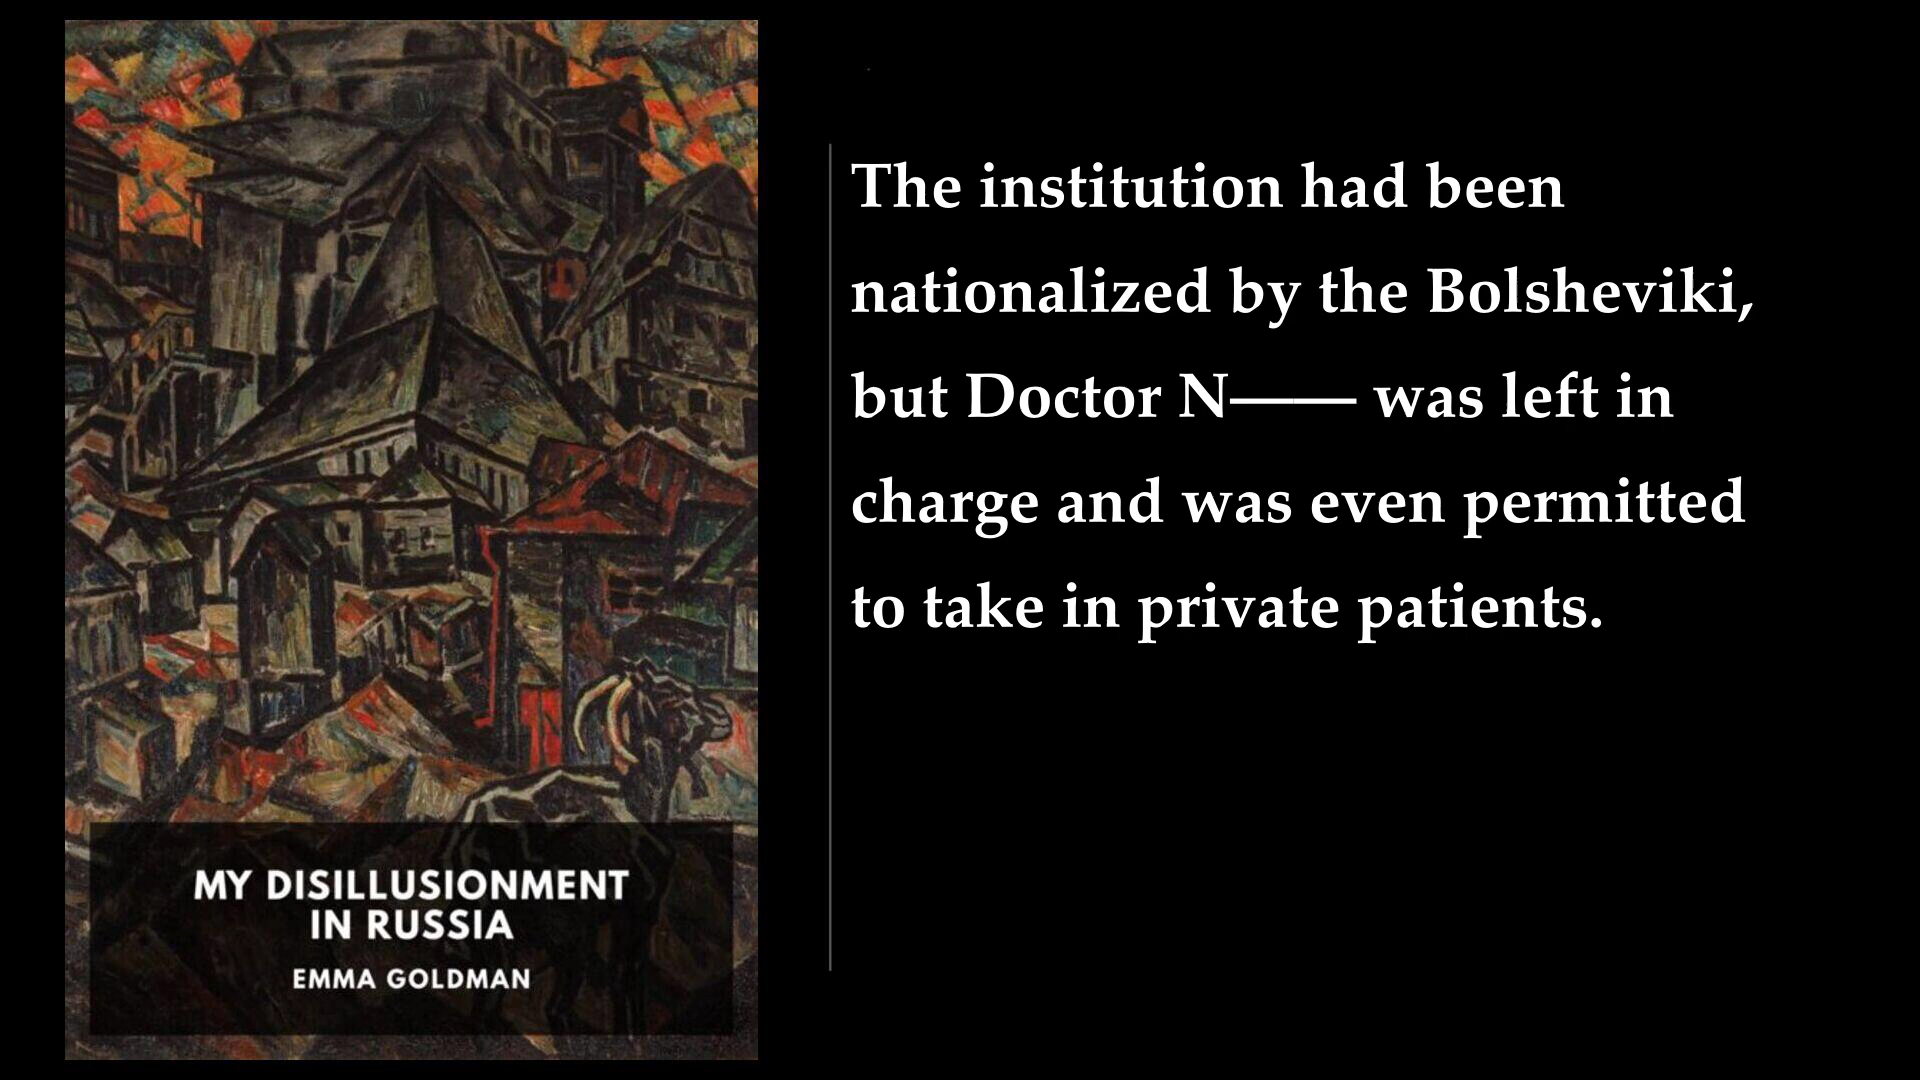 MY DISILLUSIONMENT
IN RUSSIA
EMMA GOLDMAN
The institution had been
nationalized by the Bolsheviki,
but Doctor N⸺ was left in
charge and was even permitted
to take in private patients.